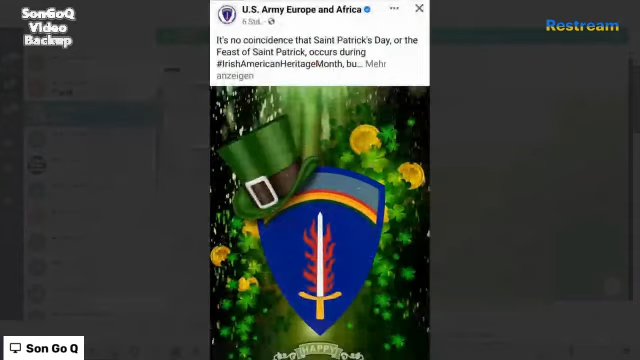 SonGoQ
Video
Backup
U.S. Army Europe and Africa
6 Std.
Restream
It's no coincidence that Saint Patrick's Day, or the
Feast of Saint Patrick, occurs during
#IrishAmericanHeritageMonth, bu... Mehr
anzeigen
HAPPY
Son Go Q